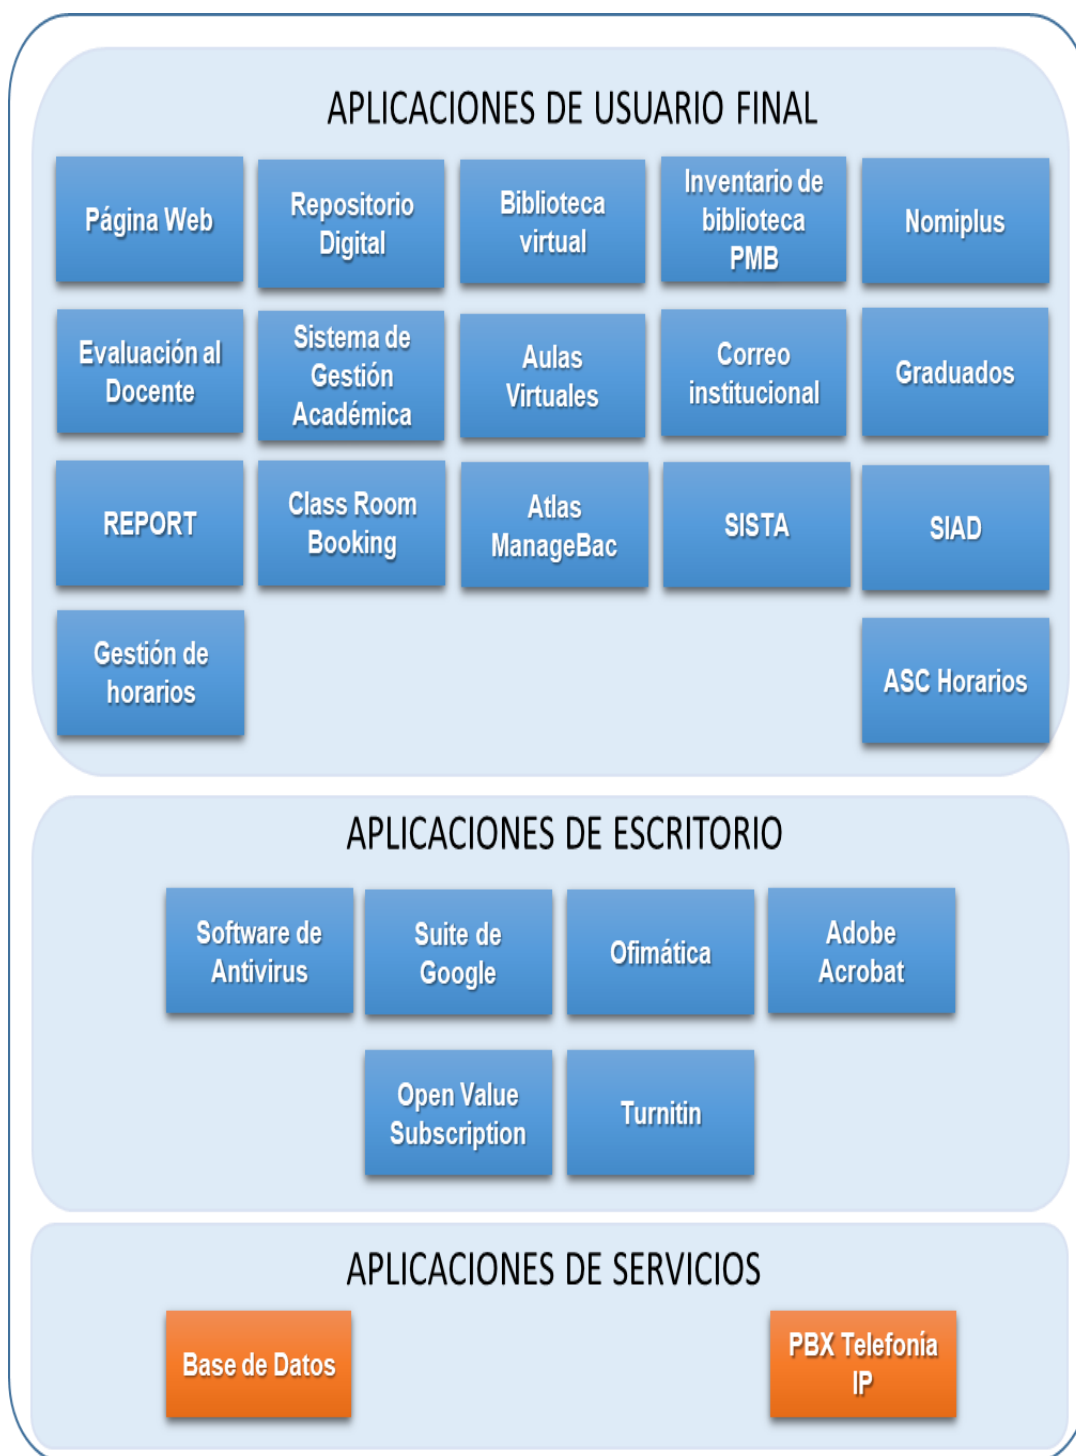 APLICACIONES DE USUARIO FINAL
Página Web
Repositorio
Digital
Biblioteca
virtual
Inventario de
biblioteca
PMB
Nomiplus
Evaluación al
Docente
Sistema de
Gestión
Académica
Aulas
Virtuales
Correo
institucional
Graduados
REPORT
Class Room
Booking
Atlas
ManageBac
SISTA
SIAD
Gestión de
horarios
ASC Horarios
APLICACIONES DE ESCRITORIO
Software de
Antivirus
Suite de
Google
Ofimática
Adobe
Acrobat
Open Value
Subscription
Turnitin
APLICACIONES DE SERVICIOS
Base de Datos
PBX Telefonía
IP